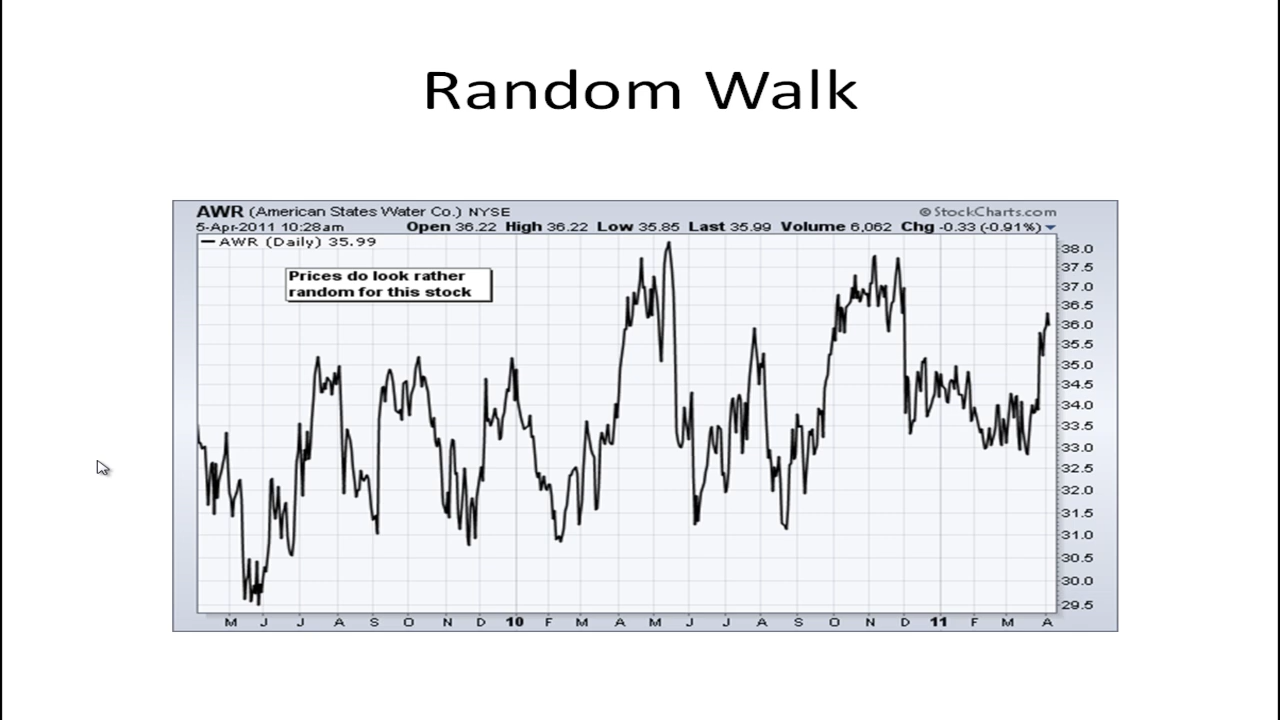 Random Walk
AWR (American States Water Co.) NYSE © StockCharts.com
5-Apr-2011 10:28am Open 36.22 High 36.22 Low 35.85 Last 35.99 Volume 6,062 Chg -0.33 (-0.91%)
AWR (Daily) 35.99
Prices do look rather
random for this stock
38.0
37.5
37.0
36.5
36.0
35.5
35.0
34.5
34.0
33.5
33.0
32.5
32.0
31.5
31.0
30.5
30.0
29.5
M J J A S O N D 10 F M A M J J A S O N D 11 F M A